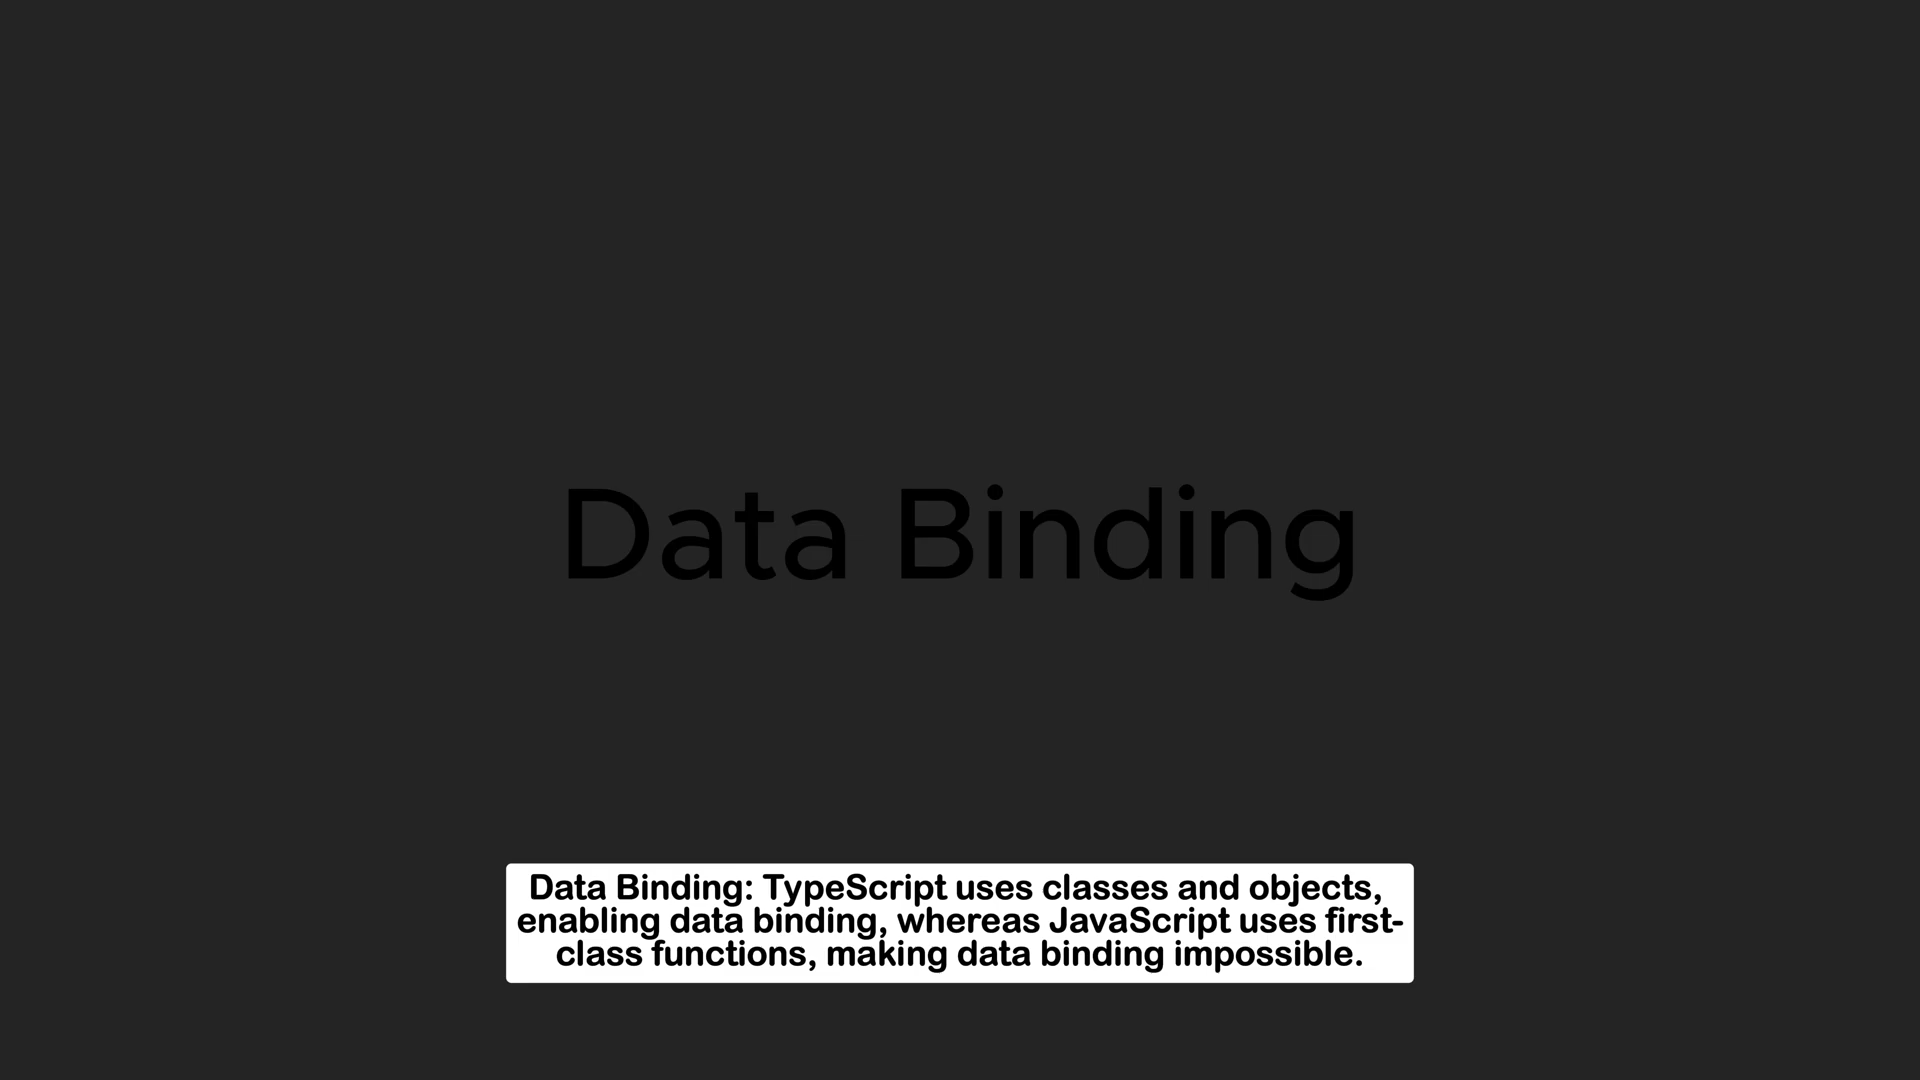 Data Binding
Data Binding: TypeScript uses classes and objects,
enabling data binding, whereas JavaScript uses first-
class functions, making data binding impossible.